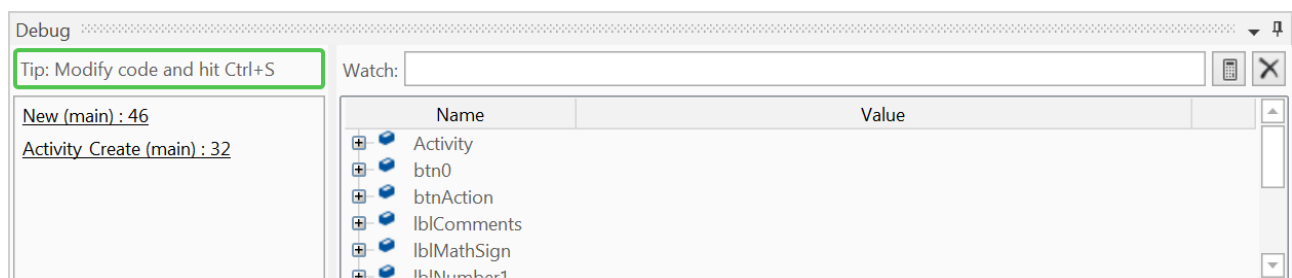 Debug
Tip: Modify code and hit Ctrl+S
Watch:
New (main) : 46
Activity_Create (main) : 32
Name Value
Activity
btn0
btnAction
lblComments
lblMathSign
lblNumber1